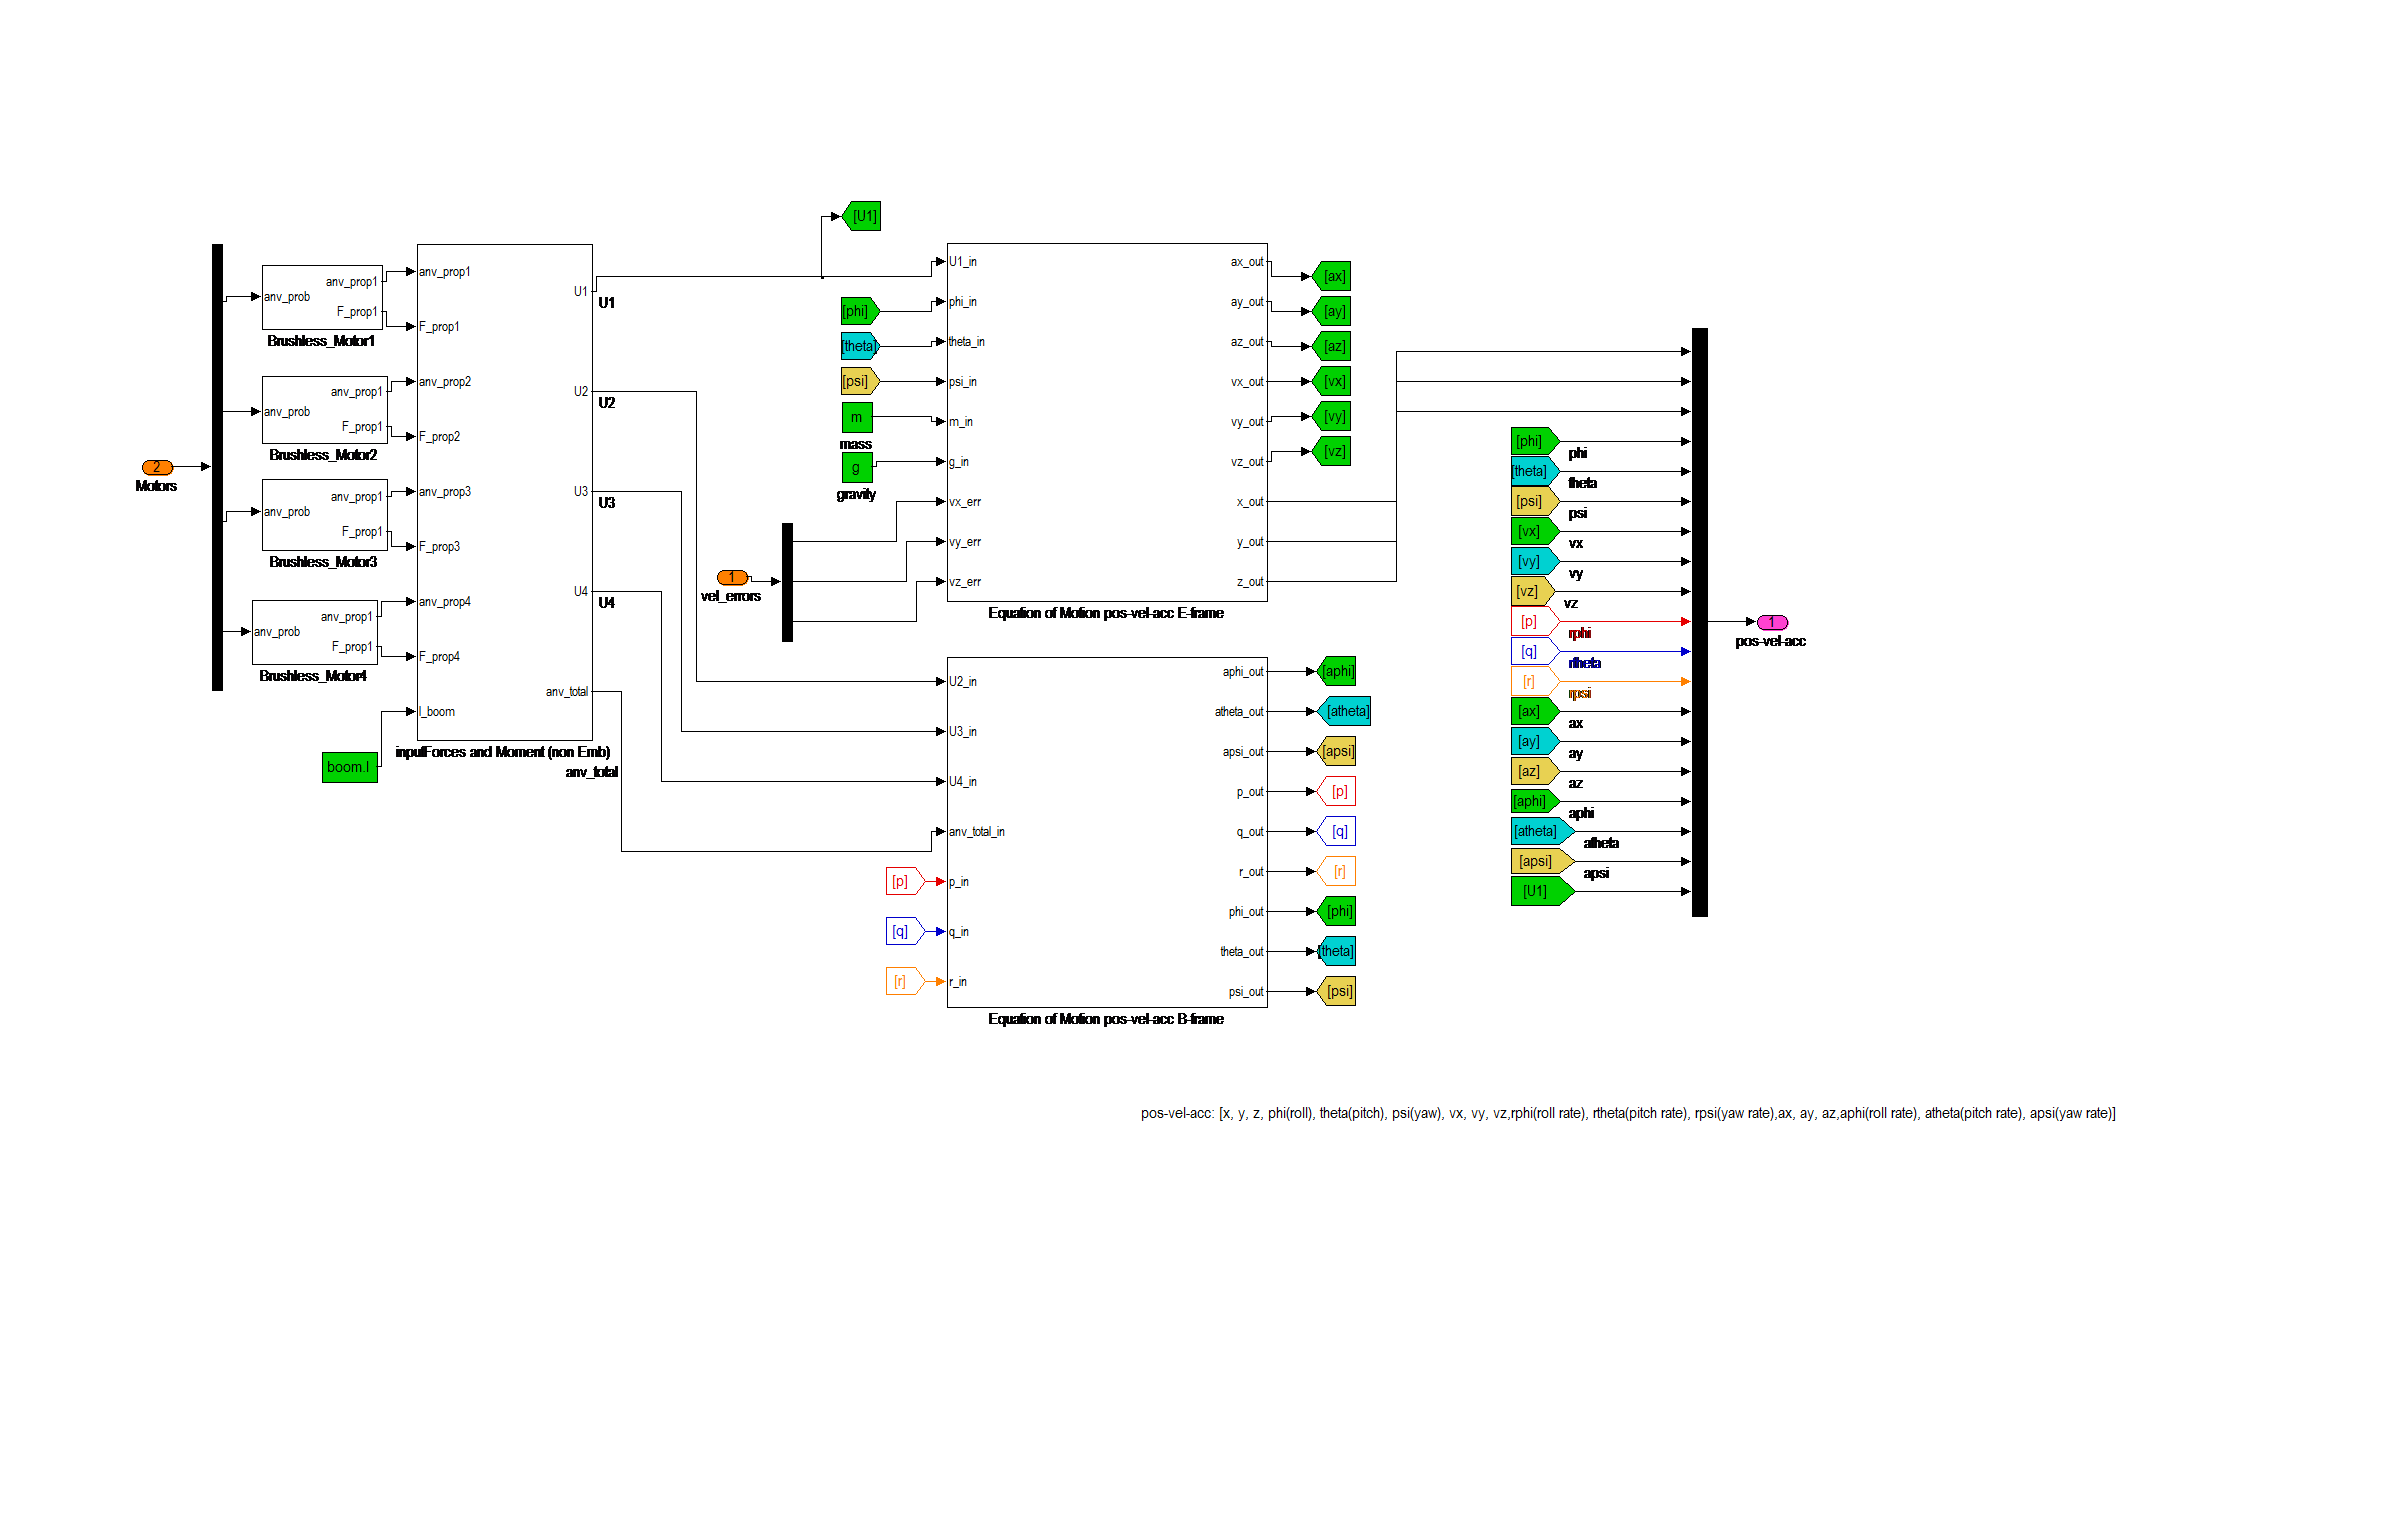 2
Motors
anv_prob
anv_prop1
F_prop1
Brushless_Motor1
anv_prob
anv_prop1
F_prop1
Brushless_Motor2
anv_prob
anv_prop1
F_prop1
Brushless_Motor3
anv_prob
anv_prop1
F_prop1
Brushless_Motor4
boom.l
anv_prop1
F_prop1
anv_prop2
F_prop2
anv_prop3
F_prop3
anv_prop4
F_prop4
l_boom
U1
U2
U3
U4
anv_total
inputForces and Moment (non Emb)
U1
U2
U3
U4
anv_total
[U1]
[phi]
[theta]
[psi]
m
mass
g
gravity
1
vel_errors
U1_in
phi_in
theta_in
psi_in
m_in
g_in
vx_err
vy_err
vz_err
ax_out
ay_out
az_out
vx_out
vy_out
vz_out
x_out
y_out
z_out
Equation of Motion pos-vel-acc E-frame
[ax]
[ay]
[az]
[vx]
[vy]
[vz]
[p]
[q]
[r]
U2_in
U3_in
U4_in
anv_total_in
p_in
q_in
r_in
aphi_out
atheta_out
apsi_out
p_out
q_out
r_out
phi_out
theta_out
psi_out
Equation of Motion pos-vel-acc B-frame
[aphi]
[atheta]
[apsi]
[p]
[q]
[r]
[phi]
[theta]
[psi]
[phi]
phi
[theta]
theta
[psi]
psi
[vx]
vx
[vy]
vy
[vz]
vz
[p]
rphi
[q]
rtheta
[r]
rpsi
[ax]
ax
[ay]
ay
[az]
az
[aphi]
aphi
[atheta]
atheta
[apsi]
apsi
[U1]
1
pos-vel-acc
pos-vel-acc: [x, y, z, phi(roll), theta(pitch), psi(yaw), vx, vy, vz,rphi(roll rate), rtheta(pitch rate), rpsi(yaw rate),ax, ay, az,aphi(roll rate), atheta(pitch rate), apsi(yaw rate)]